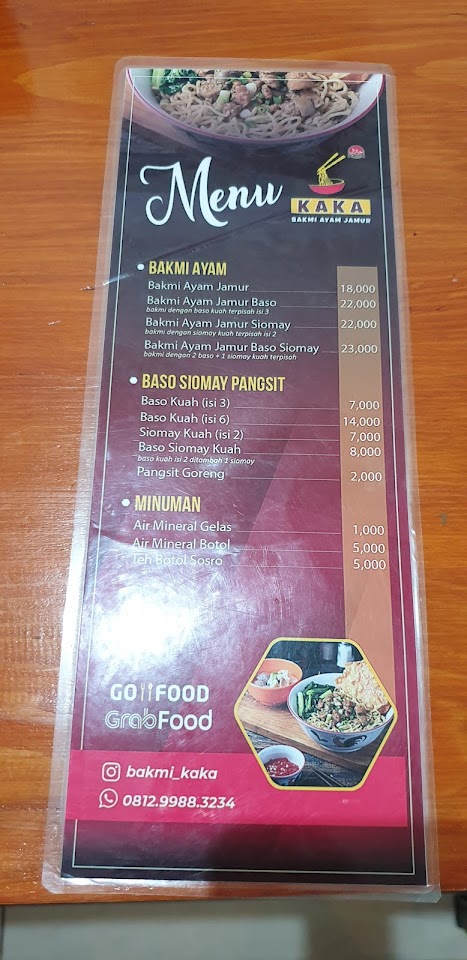 Menu
KAKA
BAKMI AYAM JAMUR
• BAKMI AYAM
Bakmi Ayam Jamur 18,000
Bakmi Ayam Jamur Baso 22,000
bakmi dengan baso kuah terpisah isi 3
Bakmi Ayam Jamur Siomay 22,000
bakmi dengan siomay kuah terpisah isi 2
Bakmi Ayam Jamur Baso Siomay 23,000
bakmi dengan 2 baso + 1 siomay kuah terpisah
• BASO SIOMAY PANGSIT
Baso Kuah (isi 3) 7,000
Baso Kuah (isi 6) 14,000
Siomay Kuah (isi 2) 7,000
Baso Siomay Kuah 8,000
baso kuah isi 2 ditambah 1 siomay
Pangsit Goreng 2,000
• MINUMAN
Air Mineral Gelas 1,000
Air Mineral Botol 5,000
Teh Botol Sosro 5,000
GO FOOD
GrabFood
bakmi_kaka
0812.9988.3234